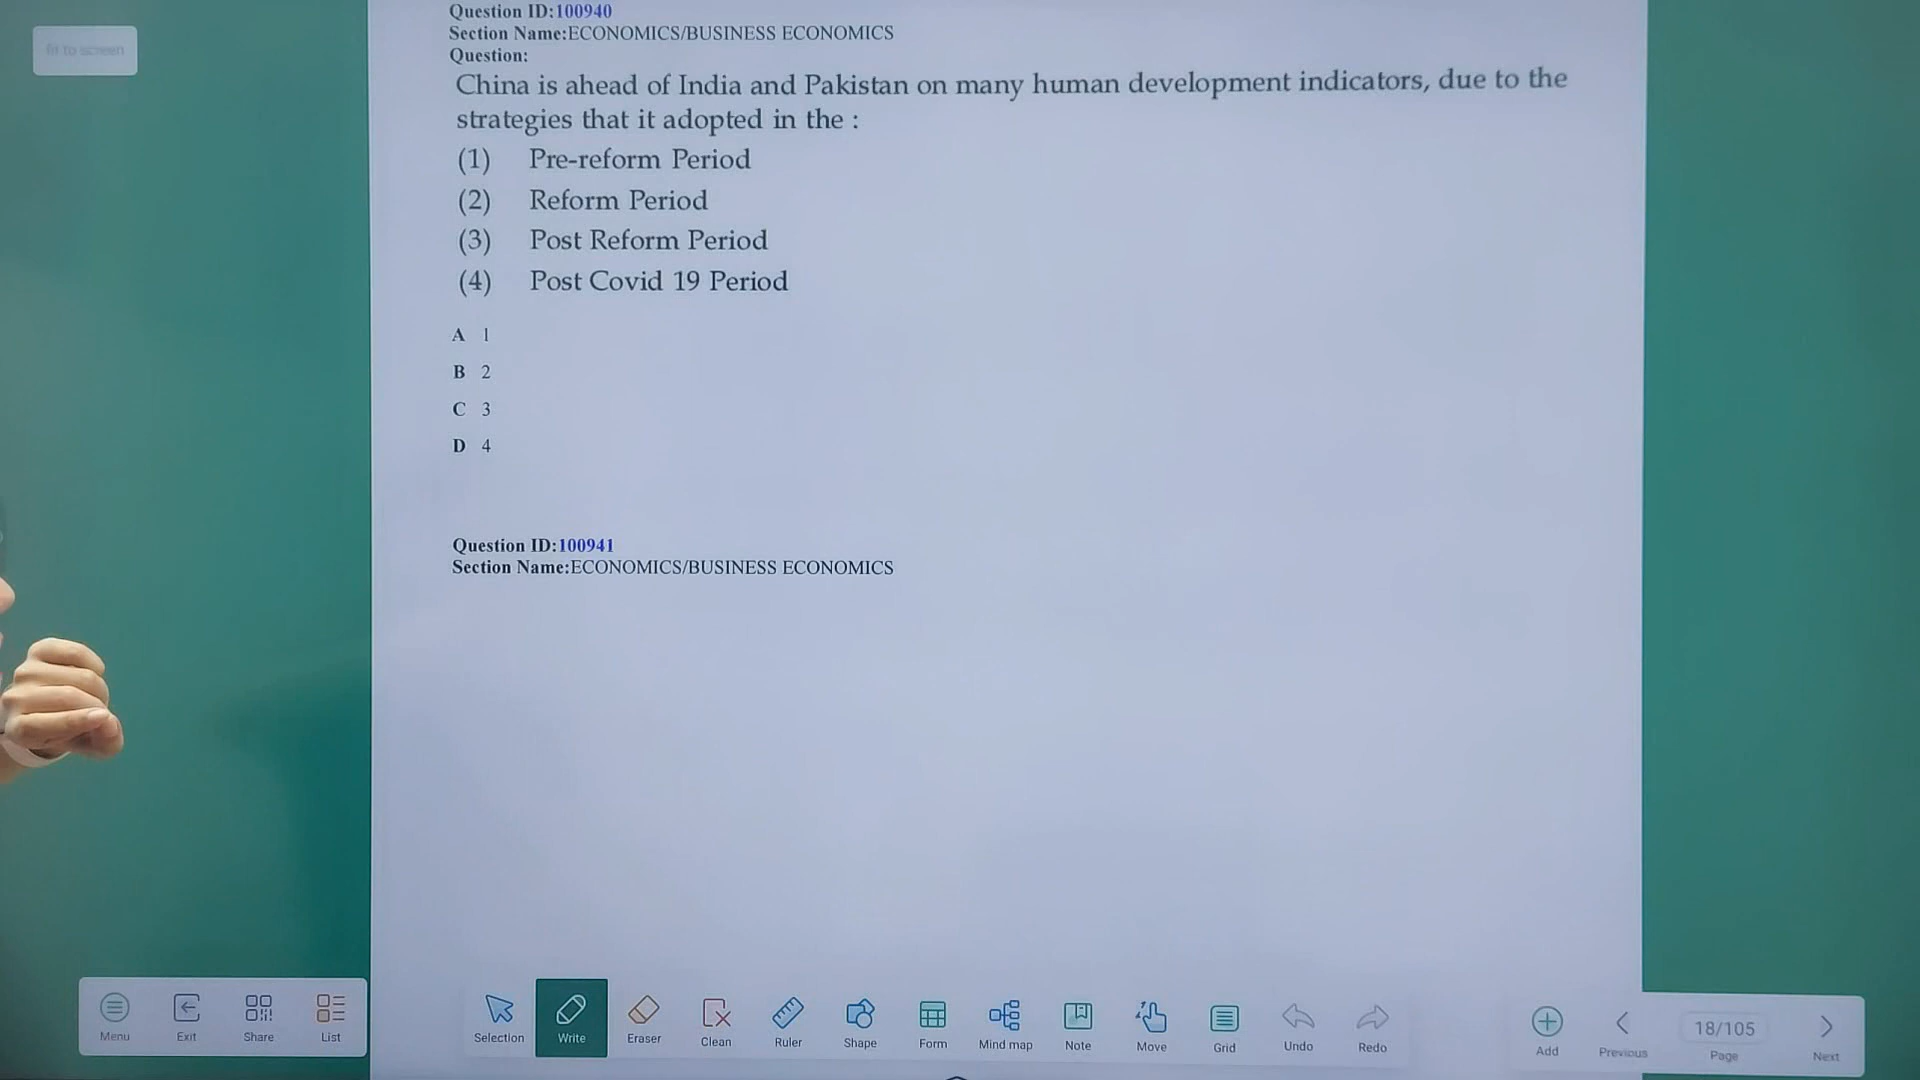 fit to screen
Question ID:100940
Section Name:ECONOMICS/BUSINESS ECONOMICS
Question:
China is ahead of India and Pakistan on many human development indicators, due to the
strategies that it adopted in the :
(1) Pre-reform Period
(2) Reform Period
(3) Post Reform Period
(4) Post Covid 19 Period
A 1
B 2
C 3
D 4
Question ID:100941
Section Name:ECONOMICS/BUSINESS ECONOMICS
Menu Exit Share List Selection Write Eraser Clean Ruler Shape Form Mind map Note Move Grid Undo Redo Add Previous 18/105 Page Next